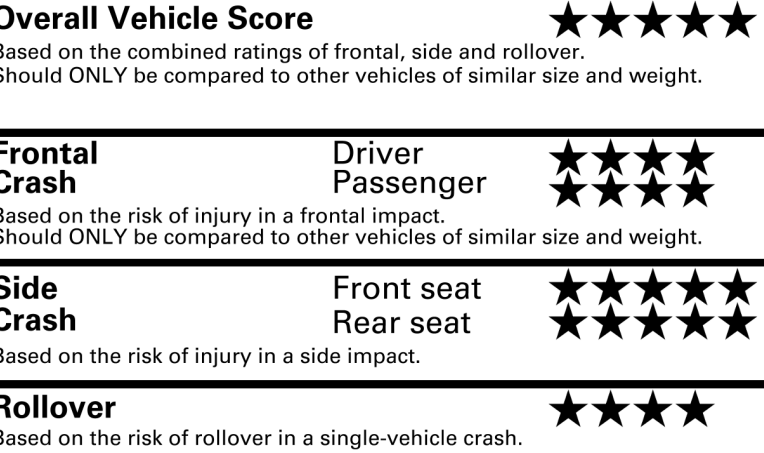 Overall Vehicle Score ★★★★★
Based on the combined ratings of frontal, side and rollover.
Should ONLY be compared to other vehicles of similar size and weight.
Frontal Driver ★★★★
Crash Passenger ★★★★
Based on the risk of injury in a frontal impact.
Should ONLY be compared to other vehicles of similar size and weight.
Side Front seat ★★★★★
Crash Rear seat ★★★★★
Based on the risk of injury in a side impact.
Rollover ★★★★
Based on the risk of rollover in a single-vehicle crash.